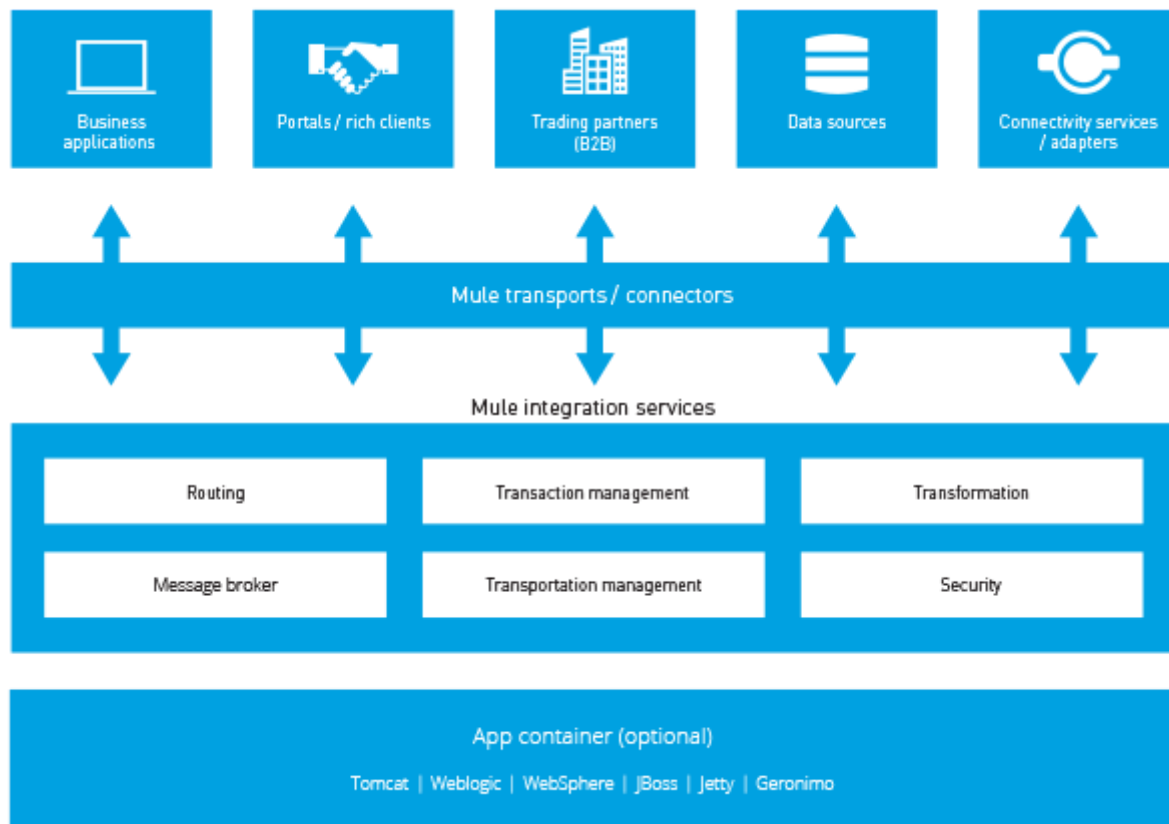 Business
applications
Portals / rich clients
Trading partners
(B2B)
Data sources
Connectivity services
/ adapters
Mule transports / connectors
Mule integration services
Routing
Transaction management
Transformation
Message broker
Transportation management
Security
App container (optional)
Tomcat | Weblogic | WebSphere | JBoss | Jetty | Geronimo